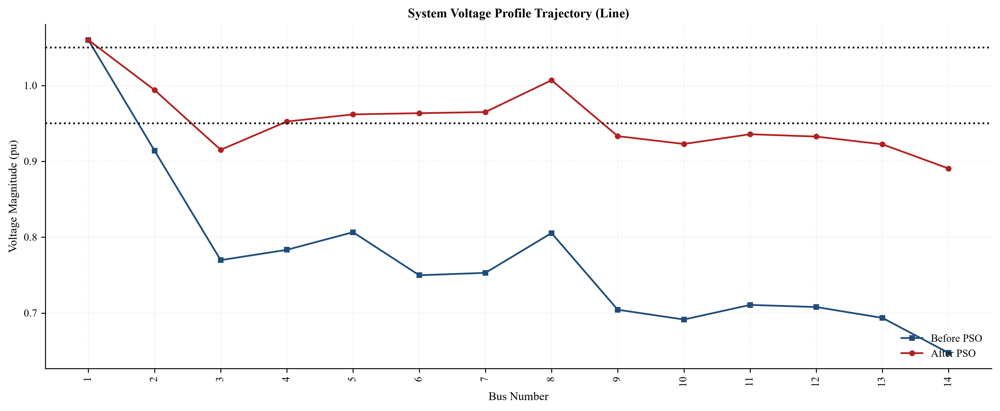 System Voltage Profile Trajectory (Line)
Voltage Magnitude (pu)
1.0
0.9
0.8
0.7
Before PSO
After PSO
1 2 3 4 5 6 7 8 9 10 11 12 13 14
Bus Number